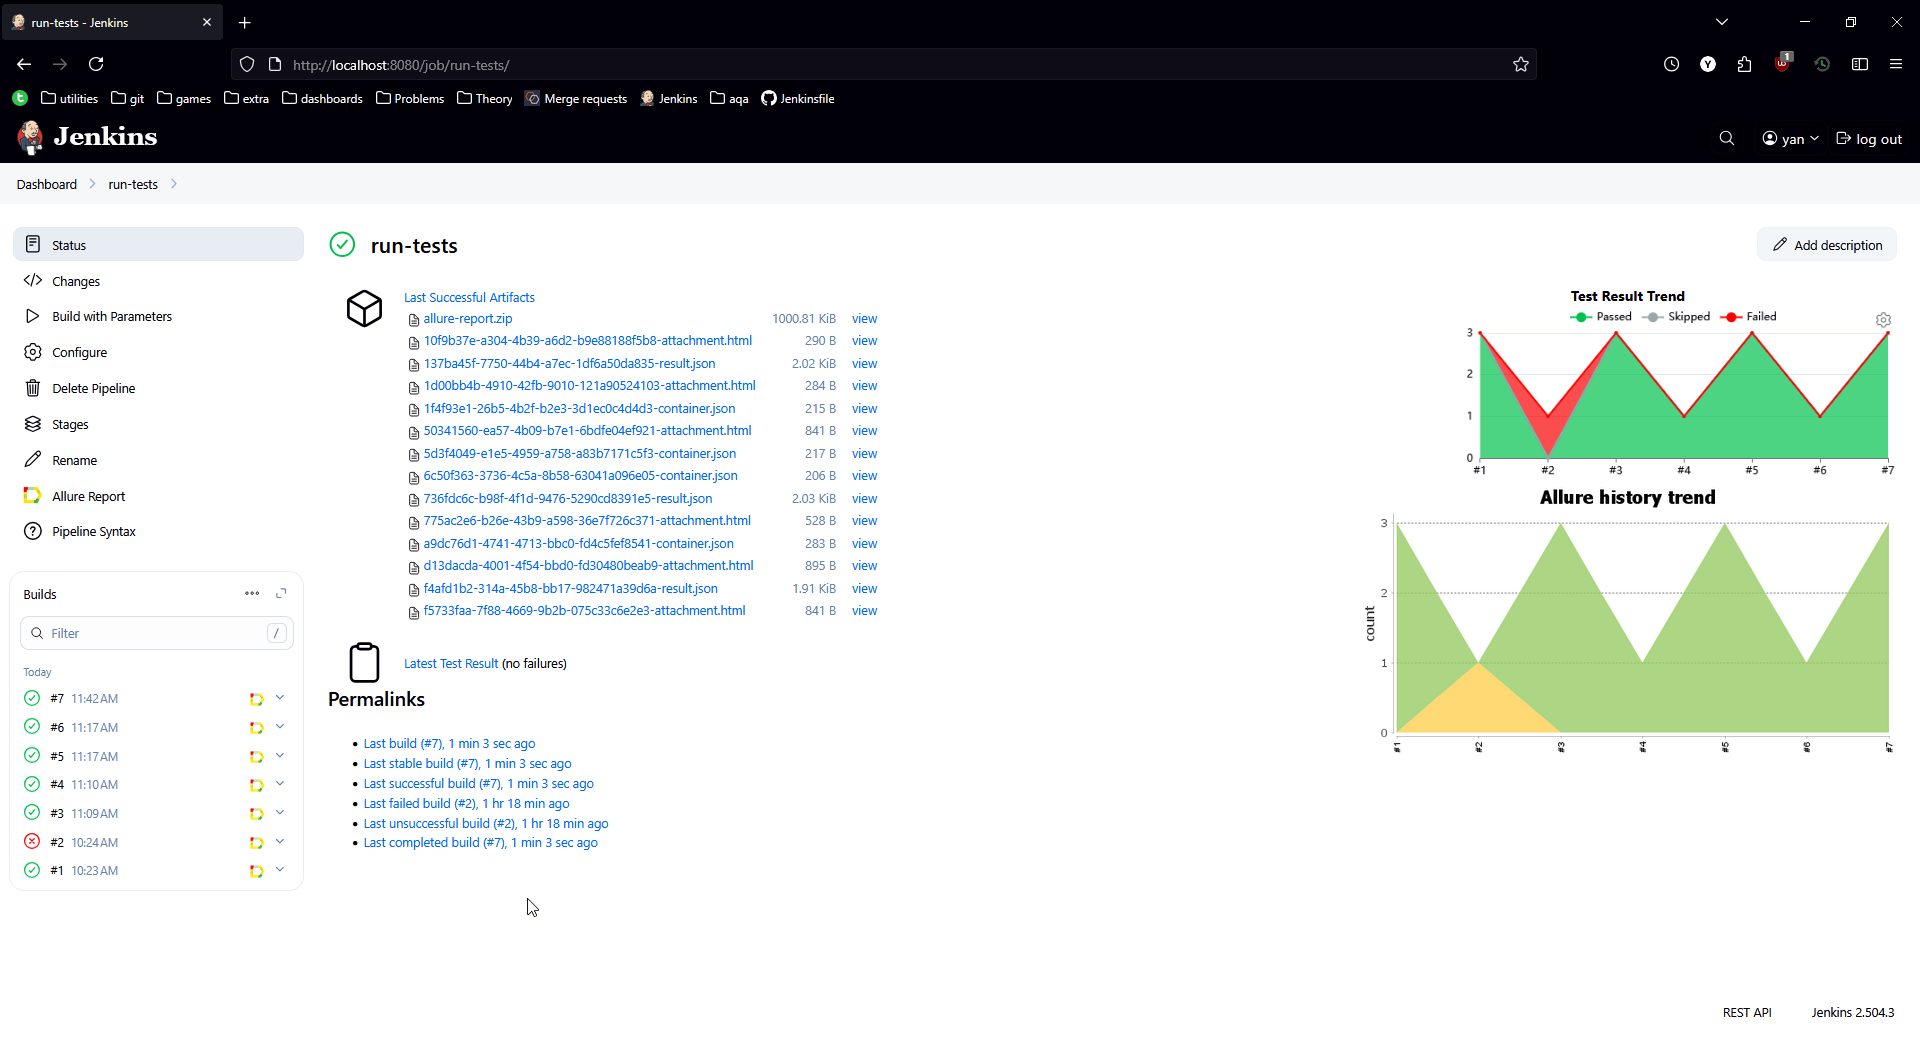 run-tests - Jenkins
http://localhost:8080/job/run-tests/
1
utilities git games extra dashboards Problems Theory Merge requests Jenkins aqa Jenkinsfile
Jenkins
yan log out
Dashboard run-tests
Status
Changes
Build with Parameters
Configure
Delete Pipeline
Stages
Rename
Allure Report
Pipeline Syntax
Builds
Filter /
Today
#7 11:42 AM
#6 11:17 AM
#5 11:17 AM
#4 11:10 AM
#3 11:09 AM
#2 10:24 AM
#1 10:23 AM
run-tests
Add description
Last Successful Artifacts
allure-report.zip 1000.81 KiB view
10f9b37e-a304-4b39-a6d2-b9e88188f5b8-attachment.html 290 B view
137ba45f-7750-44b4-a7ec-1df6a50da835-result.json 2.02 KiB view
1d00bb4b-4910-42fb-9010-121a90524103-attachment.html 284 B view
1f4f93e1-26b5-4b2f-b2e3-3d1ec0c4d4d3-container.json 215 B view
50341560-ea57-4b09-b7e1-6bdfe04ef921-attachment.html 841 B view
5d3f4049-e1e5-4959-a758-a83b7171c5f3-container.json 217 B view
6c50f363-3736-4c5a-8b58-63041a096e05-container.json 206 B view
736fdc6c-b98f-4f1d-9476-5290cd8391e5-result.json 2.03 KiB view
775ac2e6-b26e-43b9-a598-36e7f726c371-attachment.html 528 B view
a9dc76d1-4741-4713-bbc0-fd4c5fef8541-container.json 283 B view
d13dacda-4001-4f54-bbd0-fd30480beab9-attachment.html 895 B view
f4afd1b2-314a-45b8-bb17-982471a39d6a-result.json 1.91 KiB view
f5733faa-7f88-4669-9b2b-075c33c6e2e3-attachment.html 841 B view
Latest Test Result (no failures)
Permalinks
Last build (#7), 1 min 3 sec ago
Last stable build (#7), 1 min 3 sec ago
Last successful build (#7), 1 min 3 sec ago
Last failed build (#2), 1 hr 18 min ago
Last unsuccessful build (#2), 1 hr 18 min ago
Last completed build (#7), 1 min 3 sec ago
Test Result Trend
Passed Skipped Failed
3
2
1
0
#1 #2 #3 #4 #5 #6 #7
Allure history trend
3
2
1
0
count
#1 #2 #3 #4 #5 #6 #7
REST API Jenkins 2.504.3